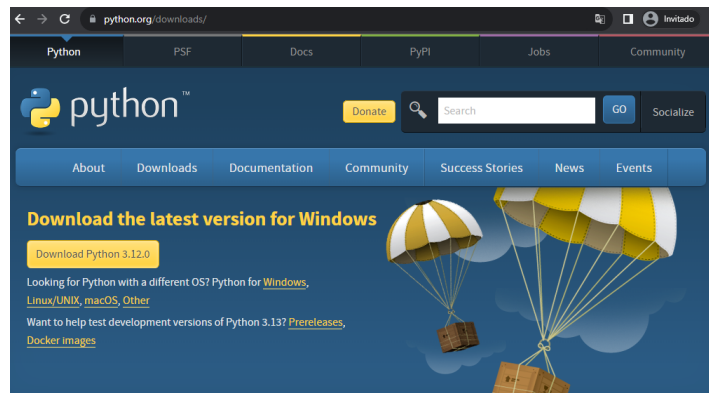 python.org/downloads/
Invitado
Python PSF Docs PyPI Jobs Community
python™
Donate
Search
GO
Socialize
About Downloads Documentation Community Success Stories News Events
Download the latest version for Windows
Download Python 3.12.0
Looking for Python with a different OS? Python for Windows,
Linux/UNIX, macOS, Other
Want to help test development versions of Python 3.13? Prereleases,
Docker images